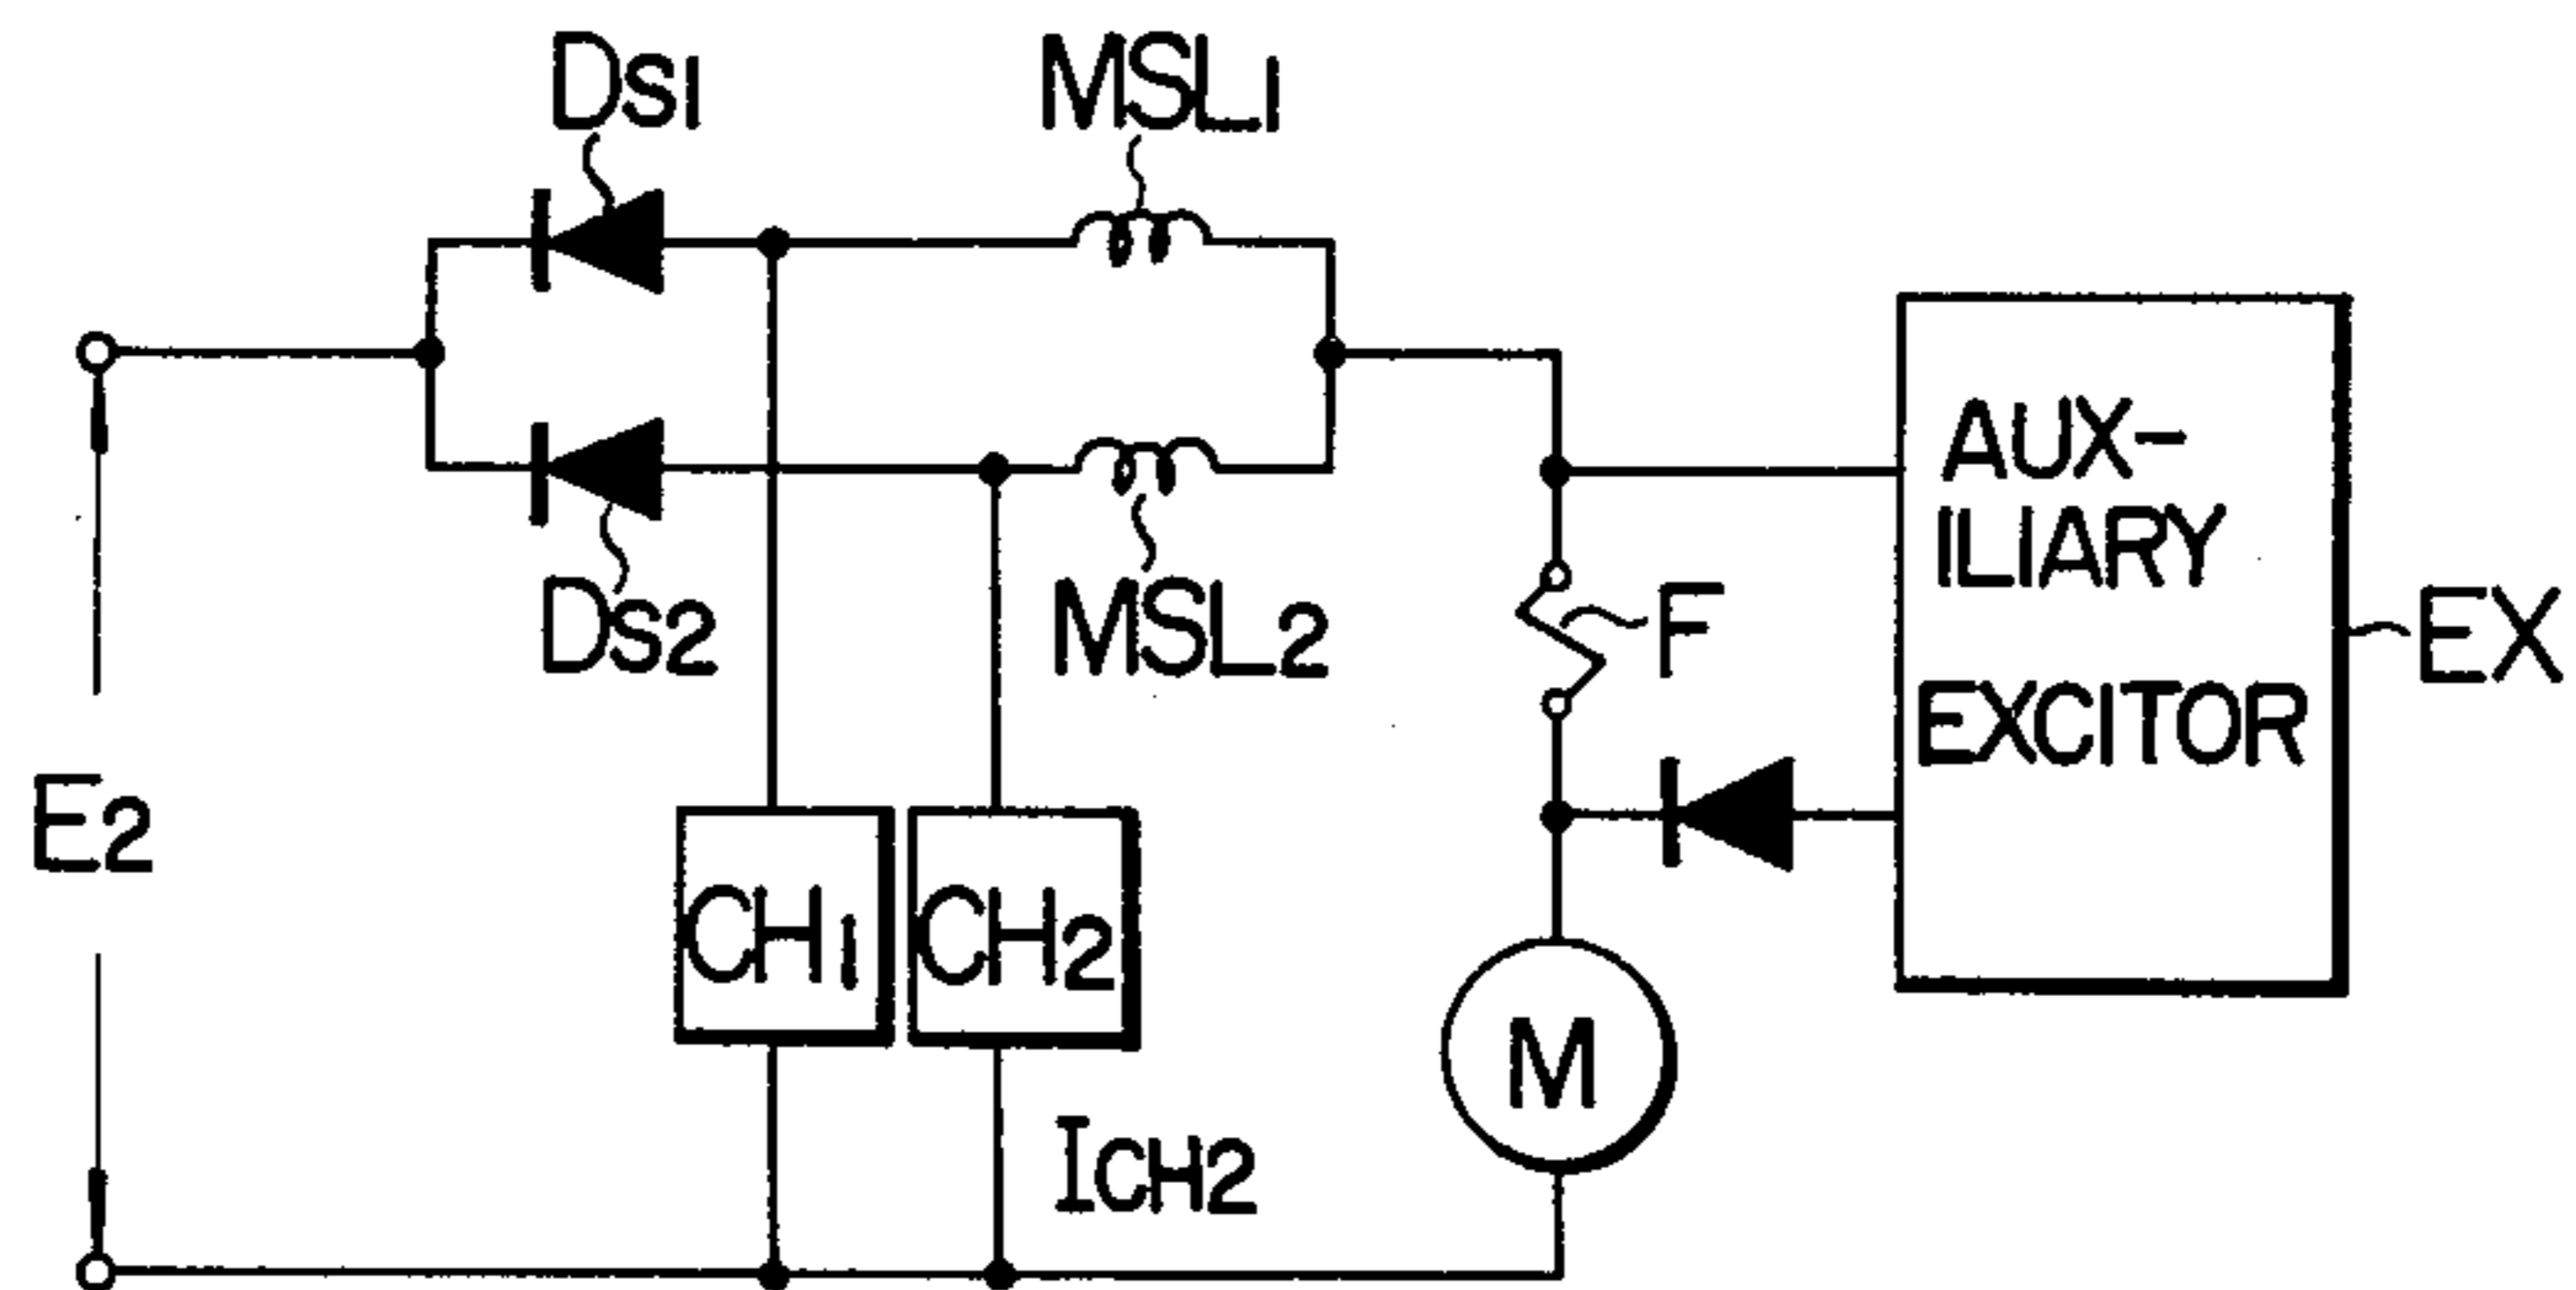 DS1
MSL1
DS2
MSL2
E2
CH1
CH2
ICH2
F
M
AUX-
ILIARY
EXCITOR
EX